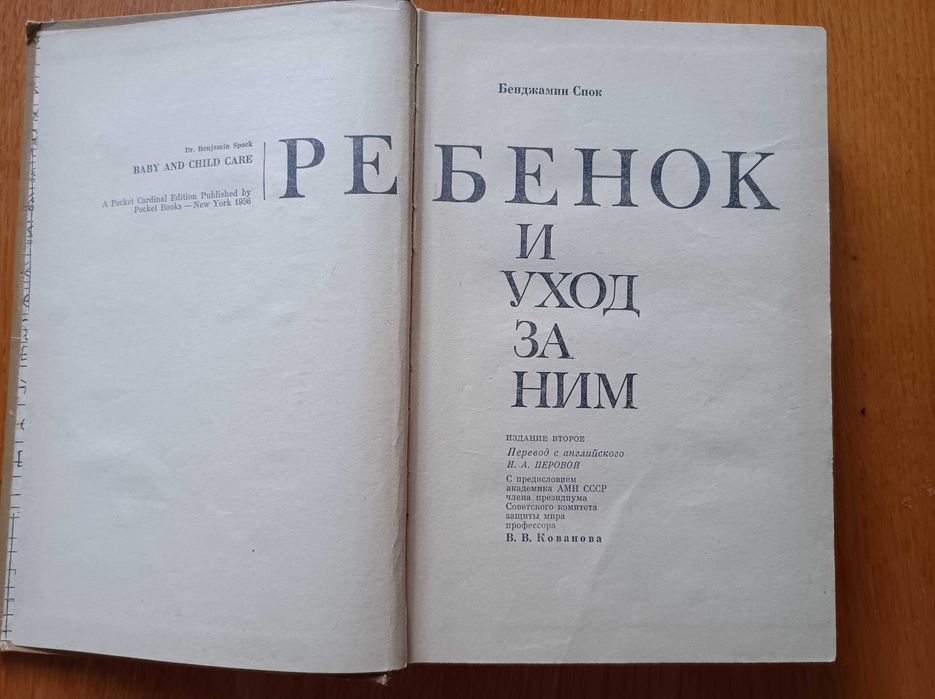 Dr. Benjamin Spock
BABY AND CHILD CARE
A Pocket Cardinal Edition Published by
Pocket Books — New York 1956
Бенджамин Спок
РЕБЕНОК
И
УХОД
ЗА
НИМ
ИЗДАНИЕ ВТОРОЕ
Перевод с английского
Н. А. ПЕРОВОЙ
С предисловием
академика АМН СССР
члена президиума
Советского комитета
защиты мира
профессора
В. В. Кованова